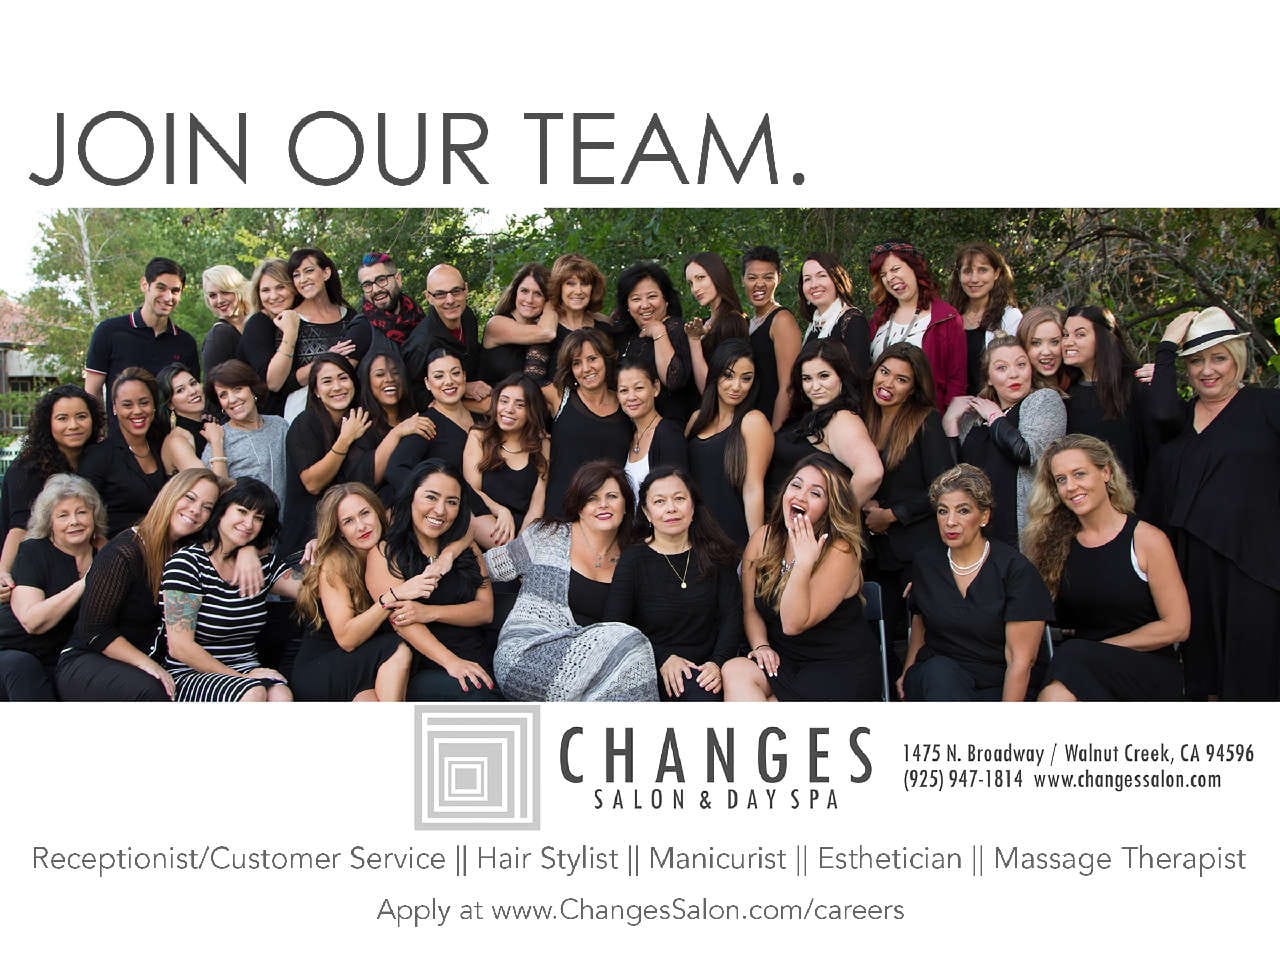 JOIN OUR TEAM.
CHANGES
SALON & DAY SPA
1475 N. Broadway / Walnut Creek, CA 94596
(925) 947-1814 www.changessalon.com
Receptionist/Customer Service || Hair Stylist || Manicurist || Esthetician || Massage Therapist
Apply at www.ChangesSalon.com/careers